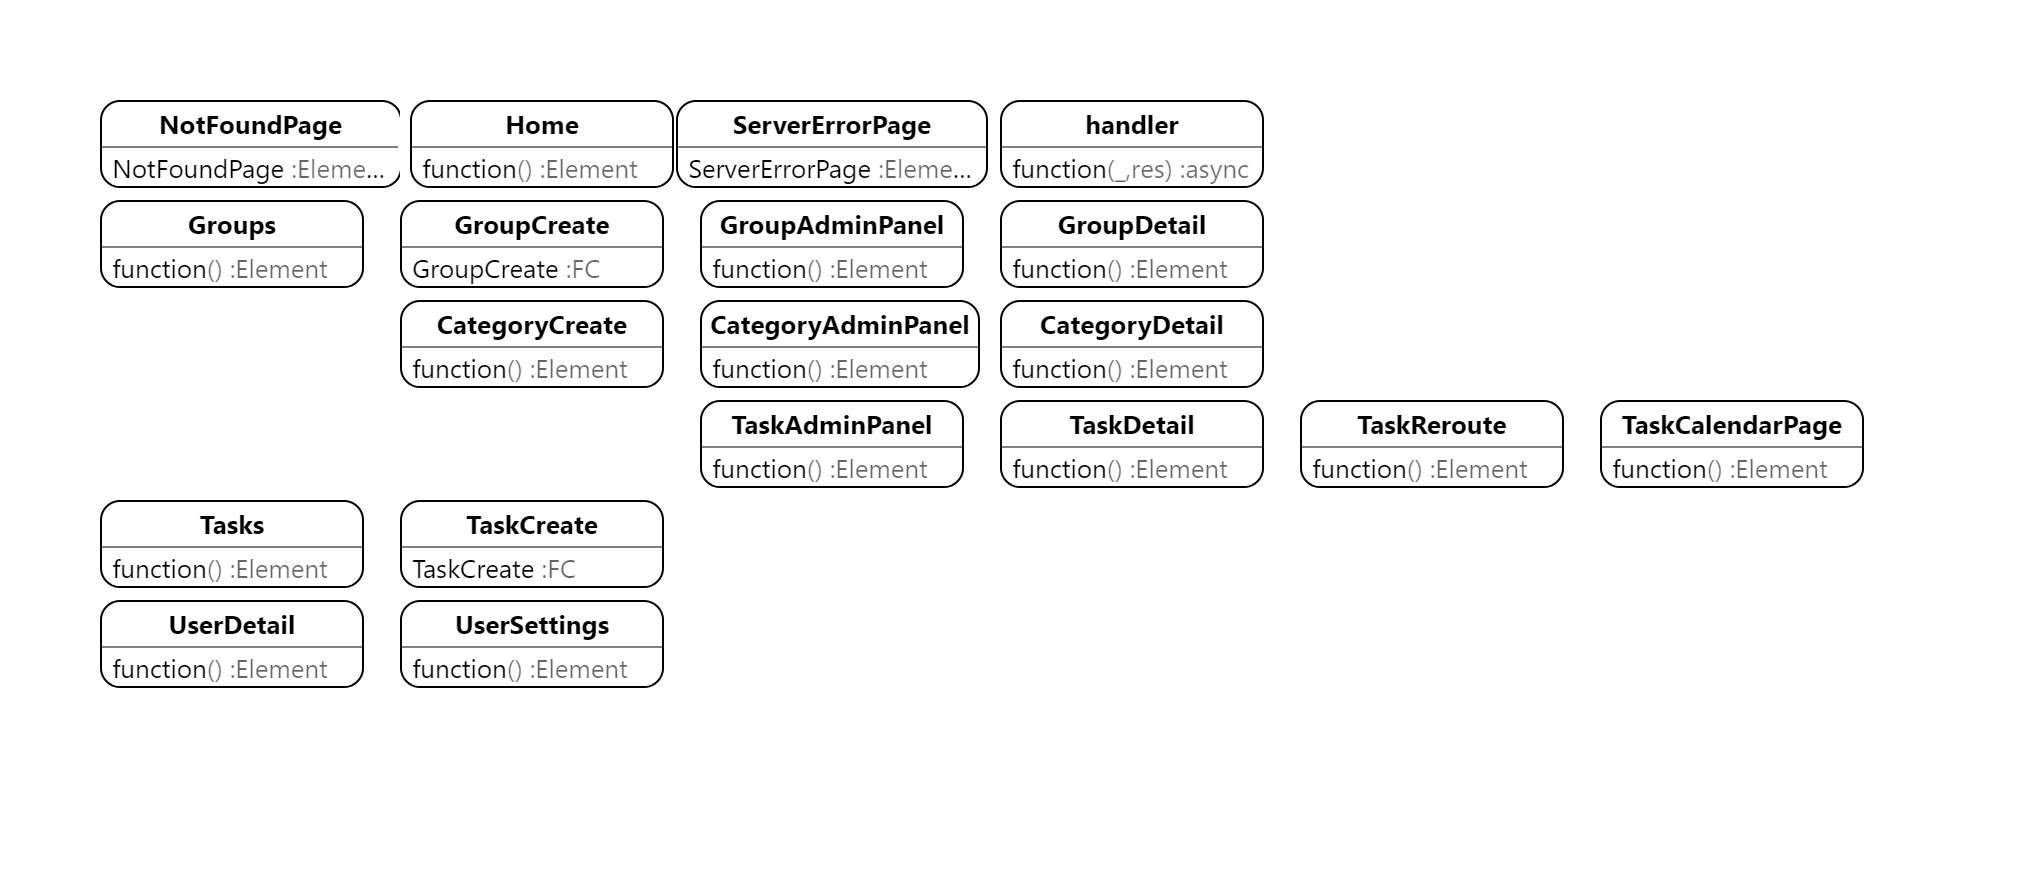 NotFoundPage
NotFoundPage :Eleme...
Home
function() :Element
ServerErrorPage
ServerErrorPage :Eleme...
handler
function(_,res) :async
Groups
function() :Element
GroupCreate
GroupCreate :FC
GroupAdminPanel
function() :Element
GroupDetail
function() :Element
CategoryCreate
function() :Element
CategoryAdminPanel
function() :Element
CategoryDetail
function() :Element
TaskAdminPanel
function() :Element
TaskDetail
function() :Element
TaskReroute
function() :Element
TaskCalendarPage
function() :Element
Tasks
function() :Element
TaskCreate
TaskCreate :FC
UserDetail
function() :Element
UserSettings
function() :Element